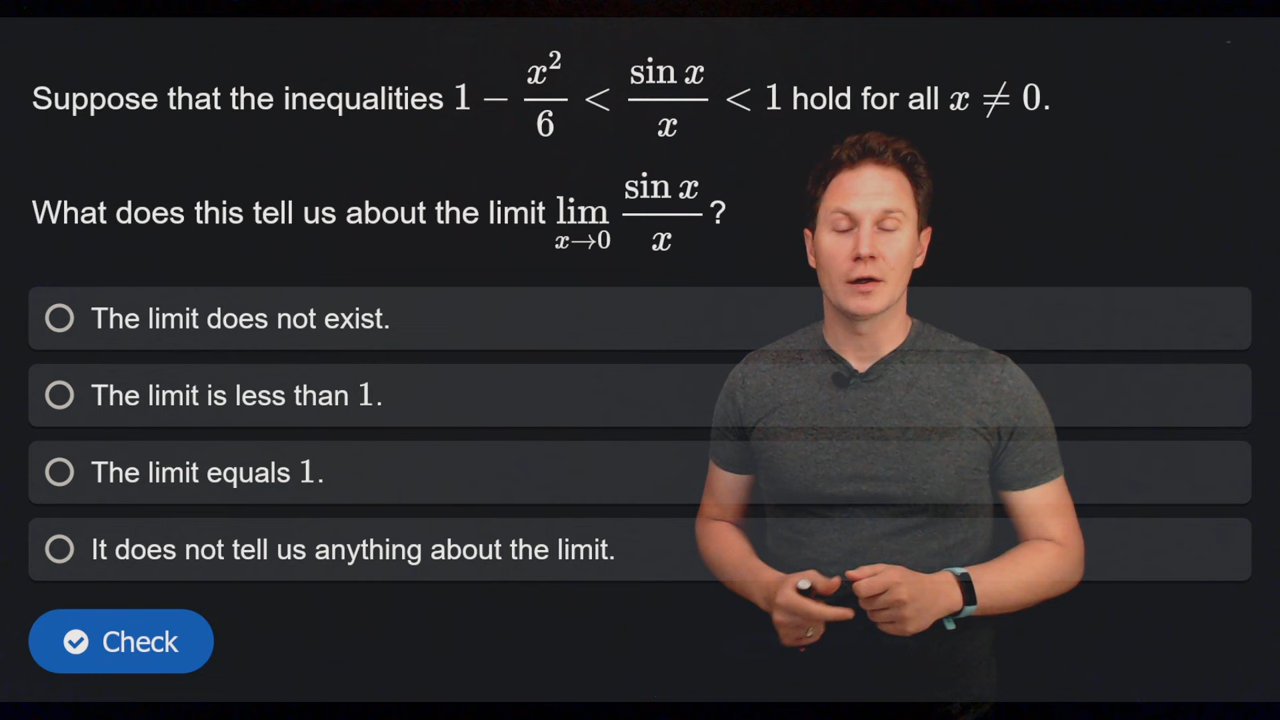 Suppose that the inequalities 1 − x²/6 < sin x / x < 1 hold for all x ≠ 0.
What does this tell us about the limit lim x→0 sin x / x ?
The limit does not exist.
The limit is less than 1.
The limit equals 1.
It does not tell us anything about the limit.
Check